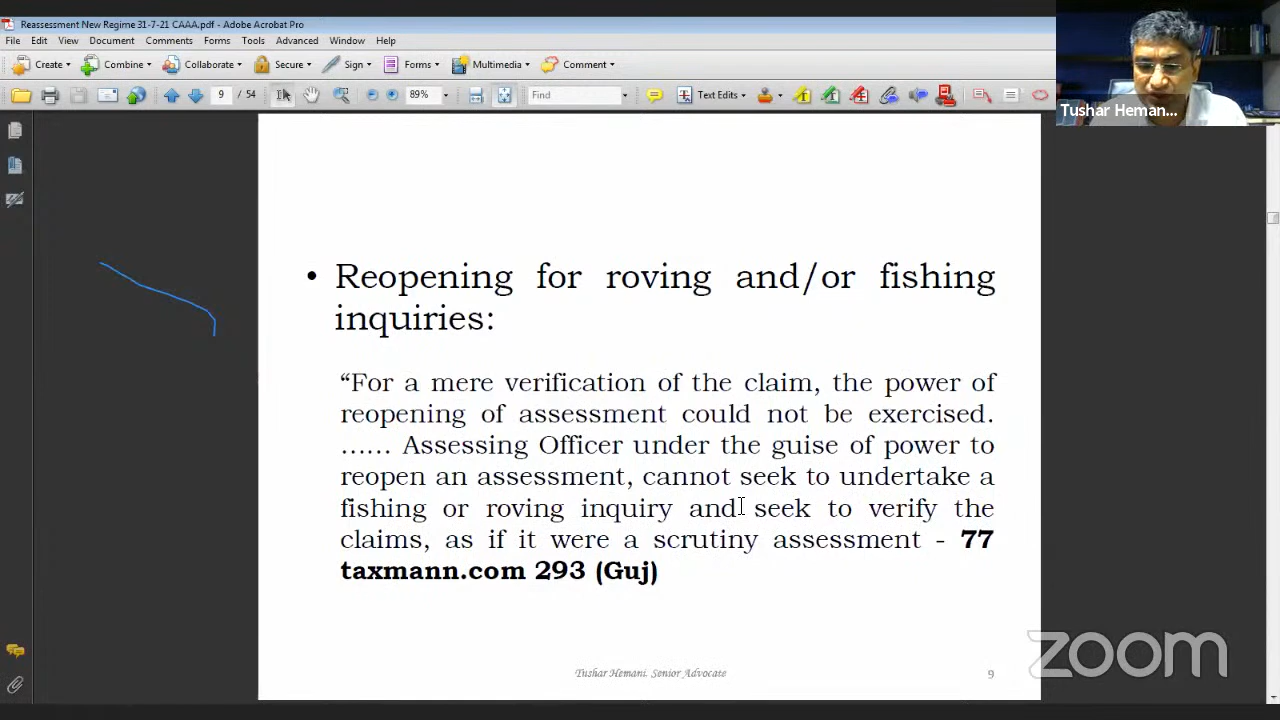 Reassessment New Regime 31-7-21 CAAA.pdf - Adobe Acrobat Pro
File Edit View Document Comments Forms Tools Advanced Window Help
Create Combine Collaborate Secure Sign Forms Multimedia Comment
9 / 54 89% Find Text Edits
Tushar Heman...
• Reopening for roving and/or fishing
inquiries:
“For a mere verification of the claim, the power of
reopening of assessment could not be exercised.
...... Assessing Officer under the guise of power to
reopen an assessment, cannot seek to undertake a
fishing or roving inquiry and seek to verify the
claims, as if it were a scrutiny assessment - 77
taxmann.com 293 (Guj)
Tushar Hemani. Senior Advocate 9
zoom